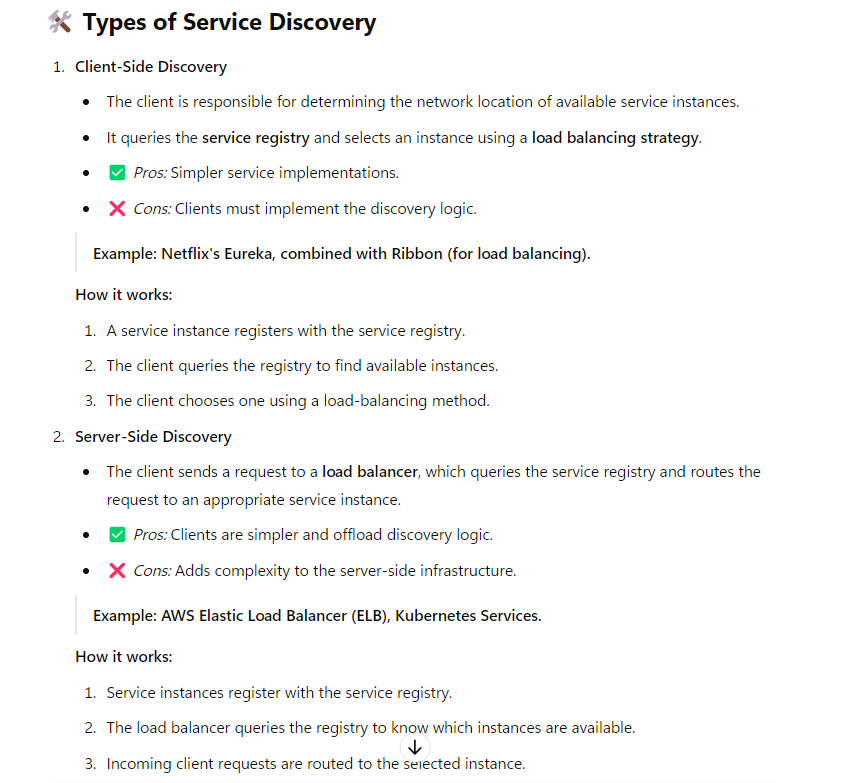 🛠️ Types of Service Discovery
1. Client-Side Discovery
• The client is responsible for determining the network location of available service instances.
• It queries the service registry and selects an instance using a load balancing strategy.
• ✅ Pros: Simpler service implementations.
• ❌ Cons: Clients must implement the discovery logic.
Example: Netflix's Eureka, combined with Ribbon (for load balancing).
How it works:
1. A service instance registers with the service registry.
2. The client queries the registry to find available instances.
3. The client chooses one using a load-balancing method.
2. Server-Side Discovery
• The client sends a request to a load balancer, which queries the service registry and routes the
request to an appropriate service instance.
• ✅ Pros: Clients are simpler and offload discovery logic.
• ❌ Cons: Adds complexity to the server-side infrastructure.
Example: AWS Elastic Load Balancer (ELB), Kubernetes Services.
How it works:
1. Service instances register with the service registry.
2. The load balancer queries the registry to know which instances are available.
3. Incoming client requests are routed to the selected instance.